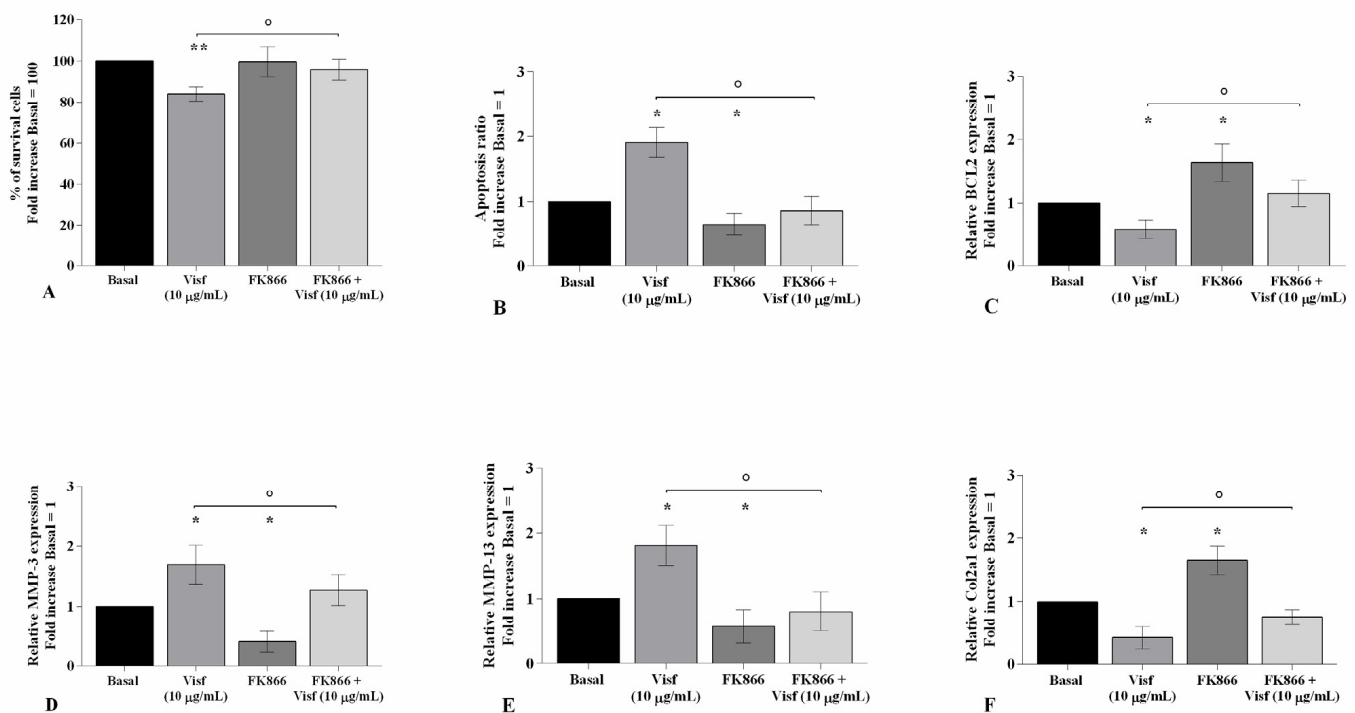 % of survival cells
Fold increase Basal = 100
120
100
80
60
40
20
0
**
°
Basal
Visf
(10 μg/mL)
FK866
FK866 +
Visf (10 μg/mL)
A
Apoptosis ratio
Fold increase Basal = 1
3
2
1
0
*
*
°
Basal
Visf
(10 μg/mL)
FK866
FK866 +
Visf (10 μg/mL)
B
Relative BCL2 expression
Fold increase Basal = 1
3
2
1
0
*
*
°
Basal
Visf
(10 μg/mL)
FK866
FK866 +
Visf (10 μg/mL)
C
Relative MMP-3 expression
Fold increase Basal = 1
3
2
1
0
*
*
°
Basal
Visf
(10 μg/mL)
FK866
FK866 +
Visf (10 μg/mL)
D
Relative MMP-13 expression
Fold increase Basal = 1
3
2
1
0
*
*
°
Basal
Visf
(10 μg/mL)
FK866
FK866 +
Visf (10 μg/mL)
E
Relative Col2a1 expression
Fold increase Basal = 1
3
2
1
0
*
*
°
Basal
Visf
(10 μg/mL)
FK866
FK866 +
Visf (10 μg/mL)
F